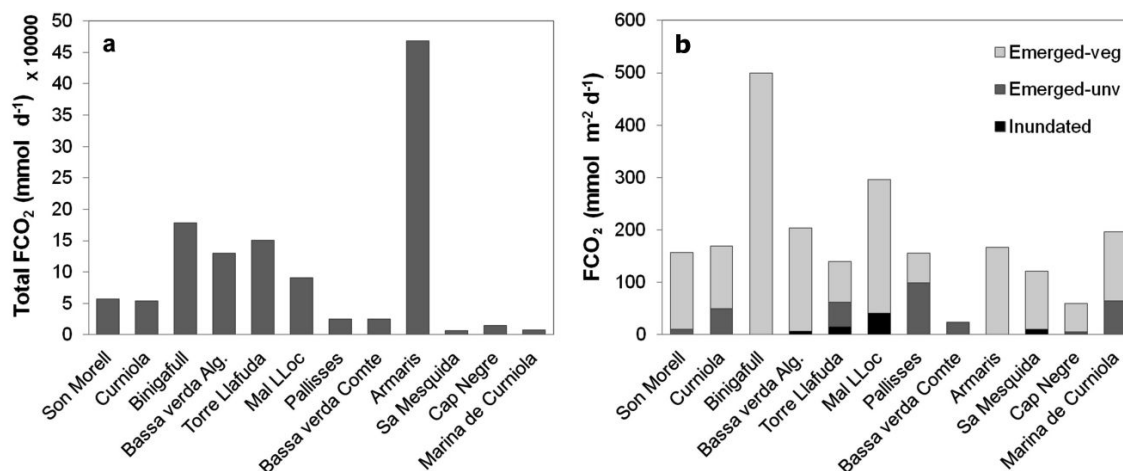 a
Total FCO₂ (mmol d⁻¹)
x 10000
50
45
40
35
30
25
20
15
10
5
0
Son Morell
Curniola
Binigafull
Bassa verda Alg.
Torre Llafuda
Mal LLoc
Pallisses
Bassa verda Comte
Armaris
Sa Mesquida
Cap Negre
Marina de Curniola
b
FCO₂ (mmol m⁻² d⁻¹)
600
500
400
300
200
100
0
Emerged-veg
Emerged-unv
Inundated
Son Morell
Curniola
Binigafull
Bassa verda Alg.
Torre Llafuda
Mal LLoc
Pallisses
Bassa verda Comte
Armaris
Sa Mesquida
Cap Negre
Marina de Curniola